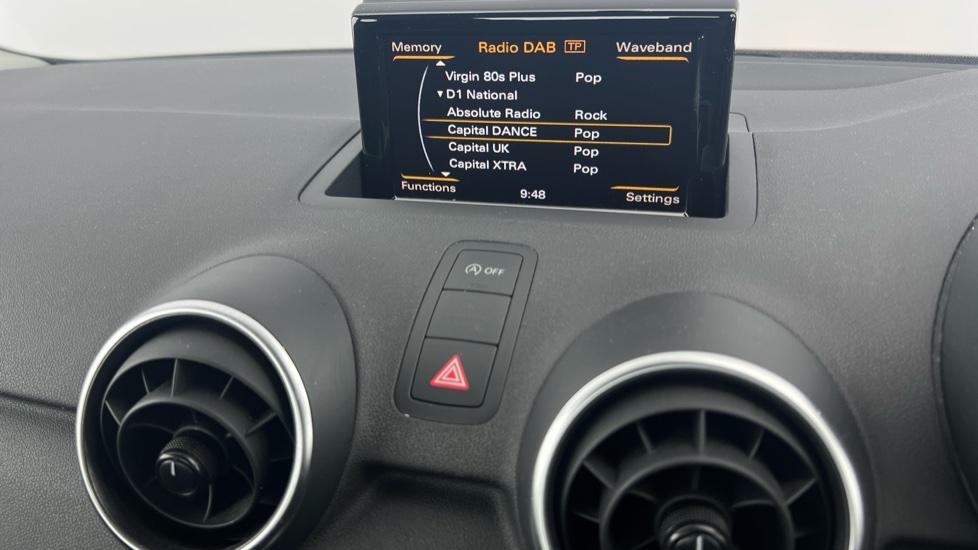 Memory Radio DAB TP Waveband
Virgin 80s Plus Pop
▼D1 National
Absolute Radio Rock
Capital DANCE Pop
Capital UK Pop
Capital XTRA Pop
Functions 9:48 Settings
A OFF